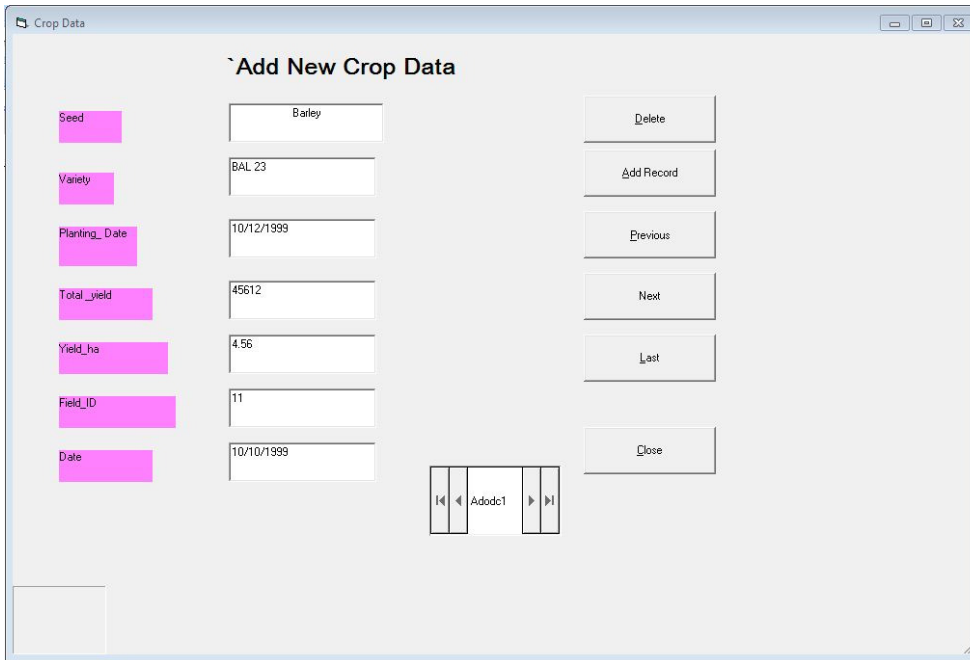 Crop Data
`Add New Crop Data
Seed
Barley
Delete
Variety
BAL 23
Add Record
Planting_ Date
10/12/1999
Previous
Total _yield
45612
Next
Yield_ha
4.56
Last
Field_ID
11
Date
10/10/1999
Close
Adodc1